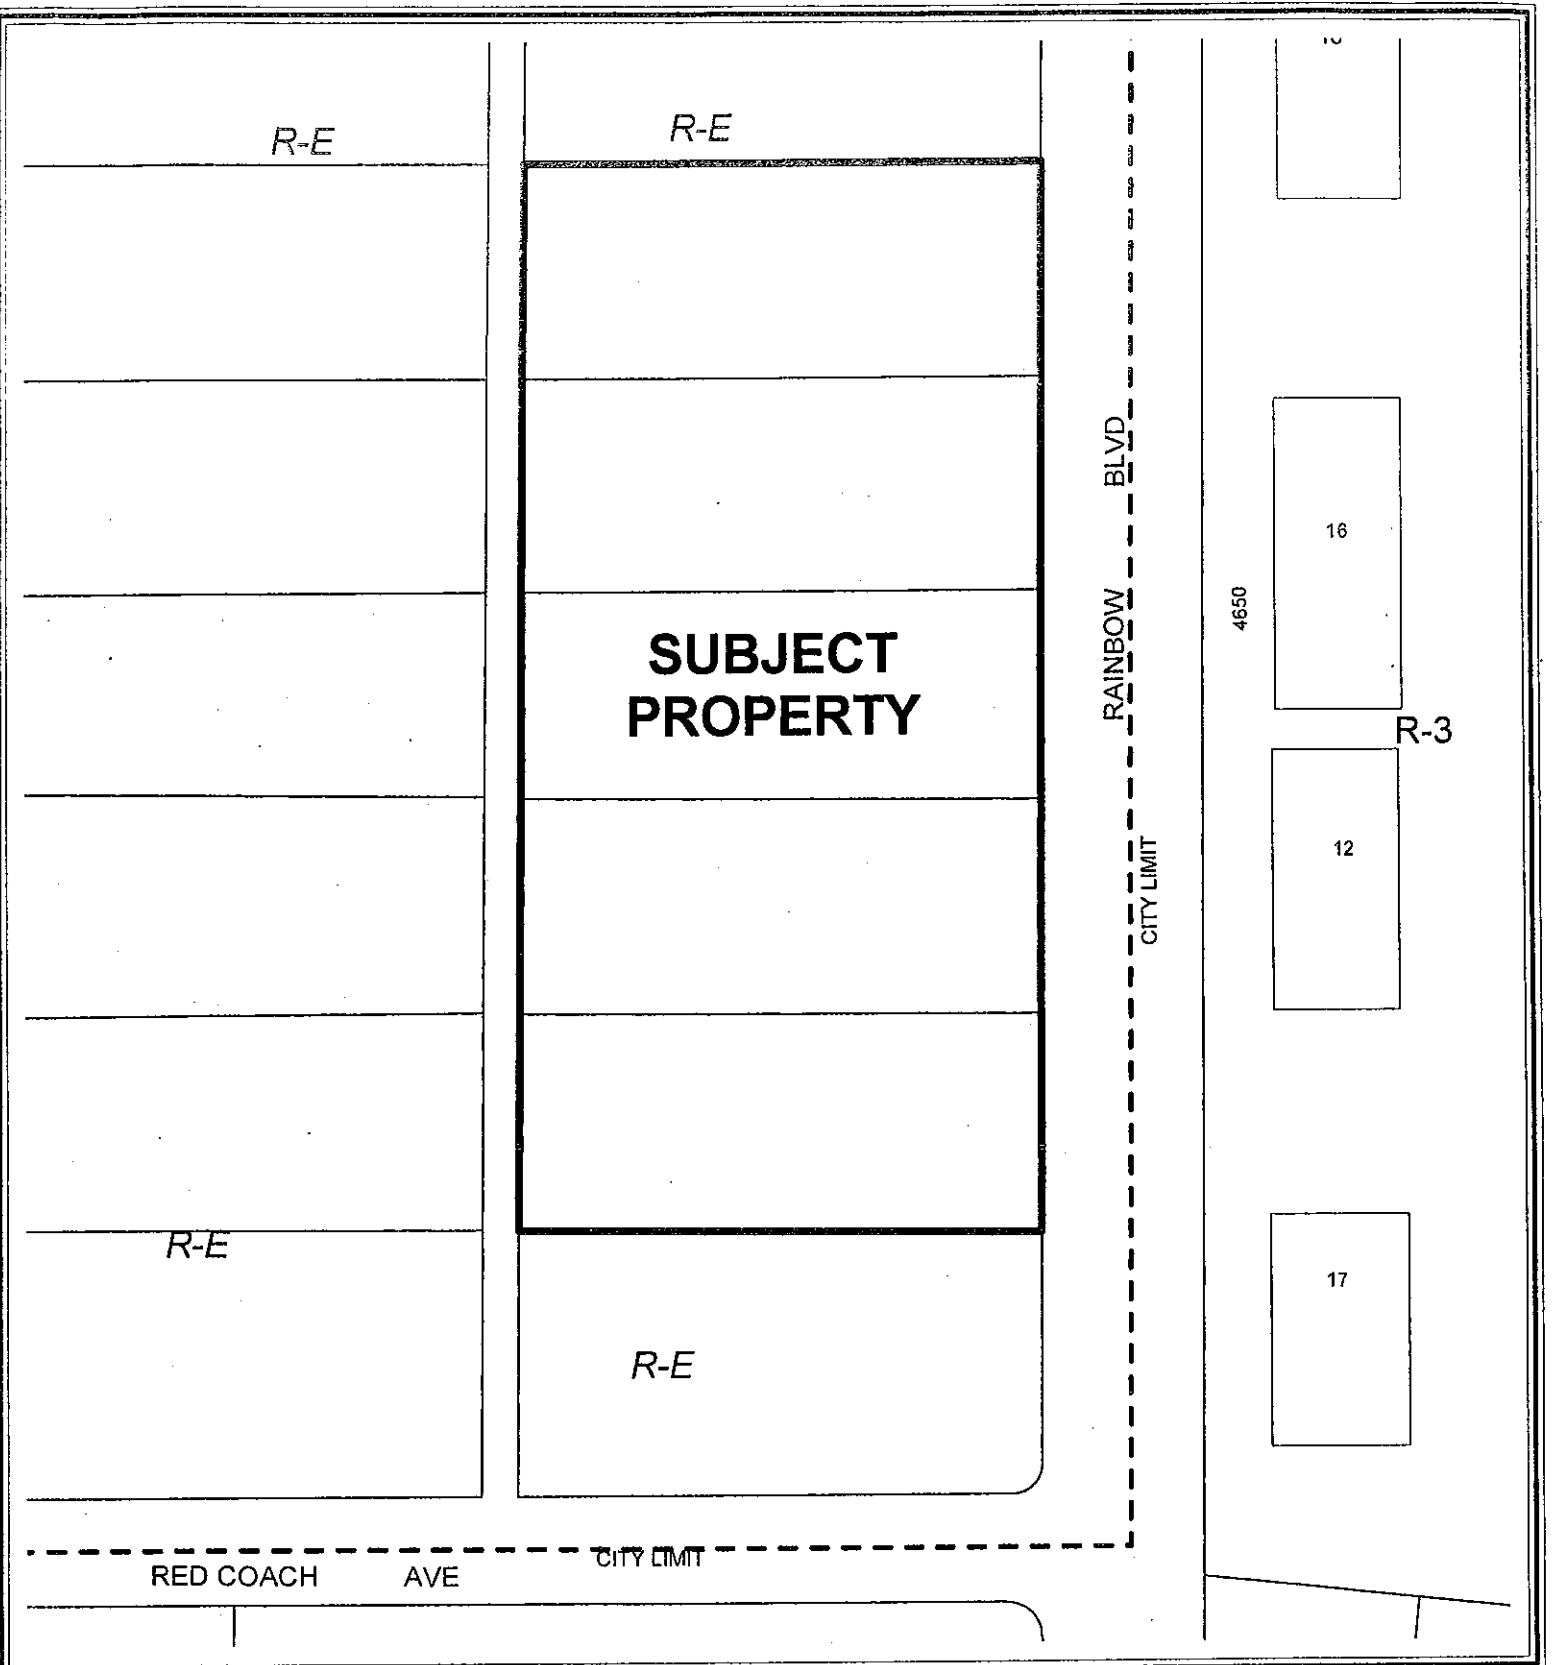 R-E
R-E
BLVD
16
4650
RAINBOW
SUBJECT
PROPERTY
R-3
12
CITY LIMIT
R-E
17
R-E
CITY LIMIT
RED COACH AVE